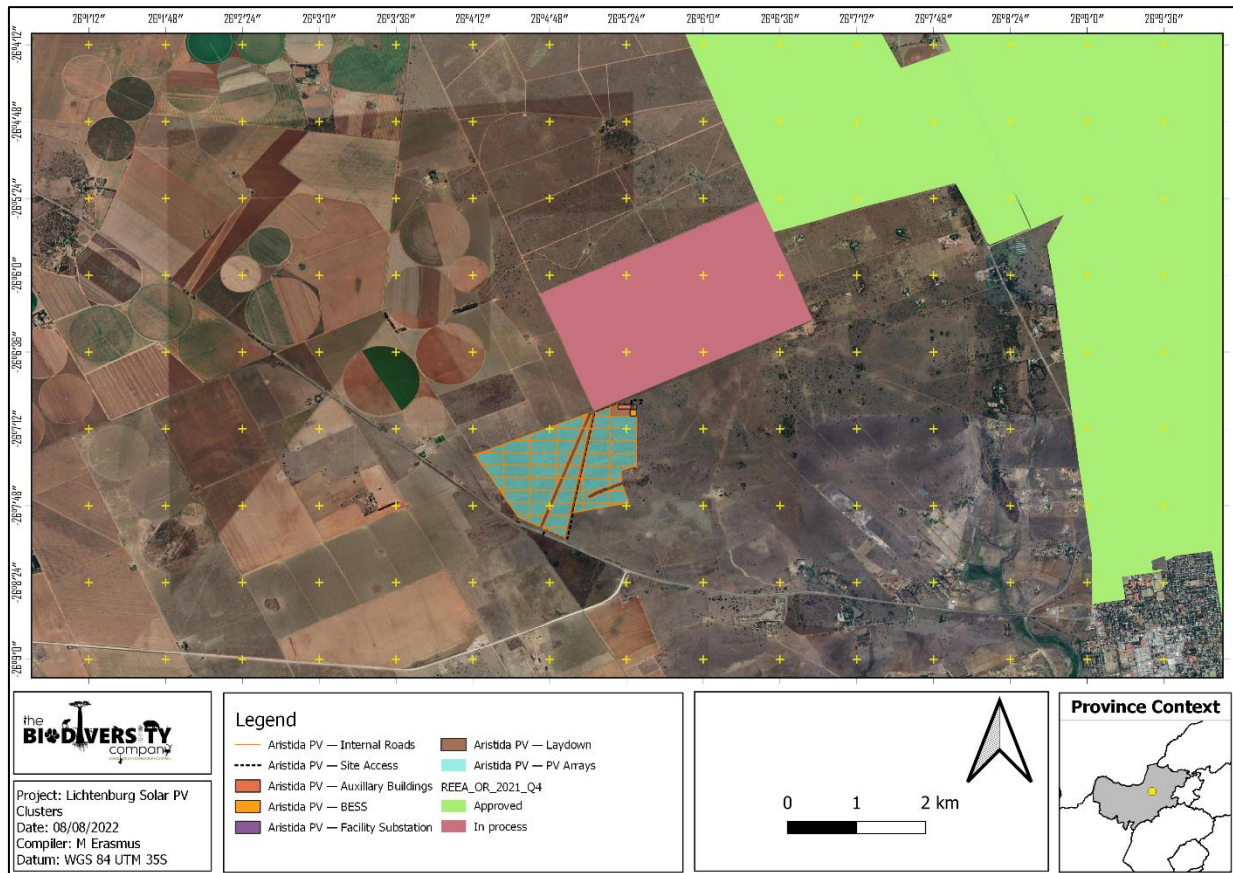 26°1′12″ 26°1′48″ 26°2′24″ 26°3′0″ 26°3′36″ 26°4′12″ 26°4′48″ 26°5′24″ 26°6′0″ 26°6′36″ 26°7′12″ 26°7′48″ 26°8′24″ 26°9′0″ 26°9′36″
-26°4′12″
-26°4′48″
-26°5′24″
-26°6′0″
-26°6′36″
-26°7′12″
-26°7′48″
-26°8′24″
-26°9′0″
the
BIODIVERSITY
company
Project: Lichtenburg Solar PV
Clusters
Date: 08/08/2022
Compiler: M Erasmus
Datum: WGS 84 UTM 35S
Legend
Aristida PV — Internal Roads
Aristida PV — Site Access
Aristida PV — Auxillary Buildings
Aristida PV — BESS
Aristida PV — Facility Substation
Aristida PV — Laydown
Aristida PV — PV Arrays
REEA_OR_2021_Q4
Approved
In process
0 1 2 km
Province Context